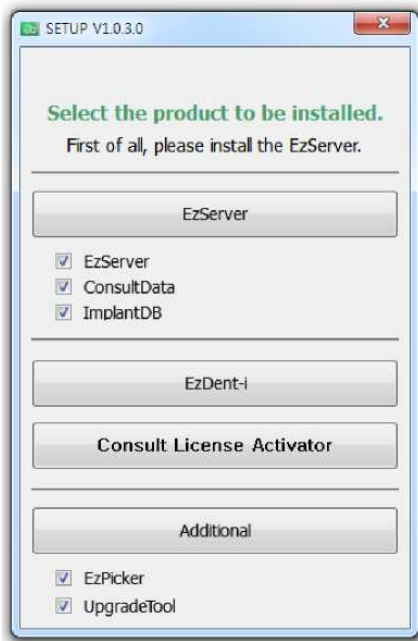 SETUP V1.0.3.0
Select the product to be installed.
First of all, please install the EzServer.
EzServer
EzServer
ConsultData
ImplantDB
EzDent-i
Consult License Activator
Additional
EzPicker
UpgradeTool